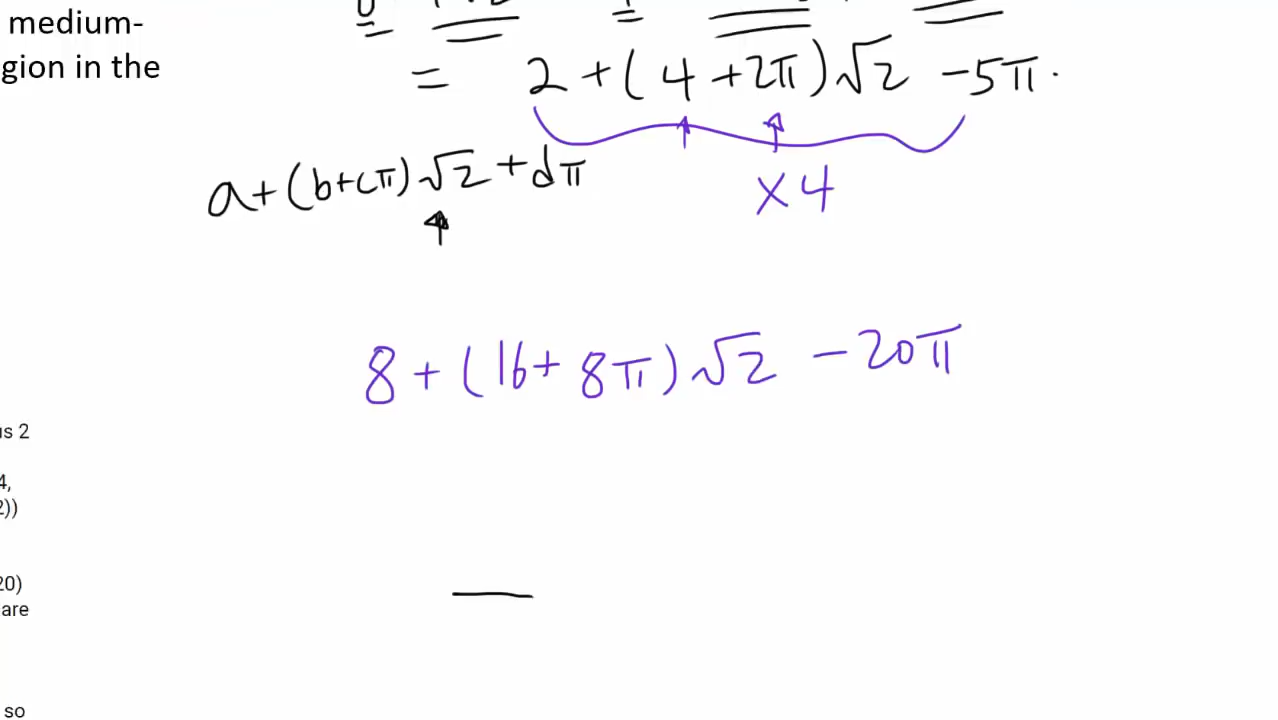 medium-
gion in the
= 2 + (4 + 2π)√2 - 5π.
a + (b + cπ)√2 + dπ
×4
8 + (16 + 8π)√2 - 20π
us 2
4,
2))
20)
are
so